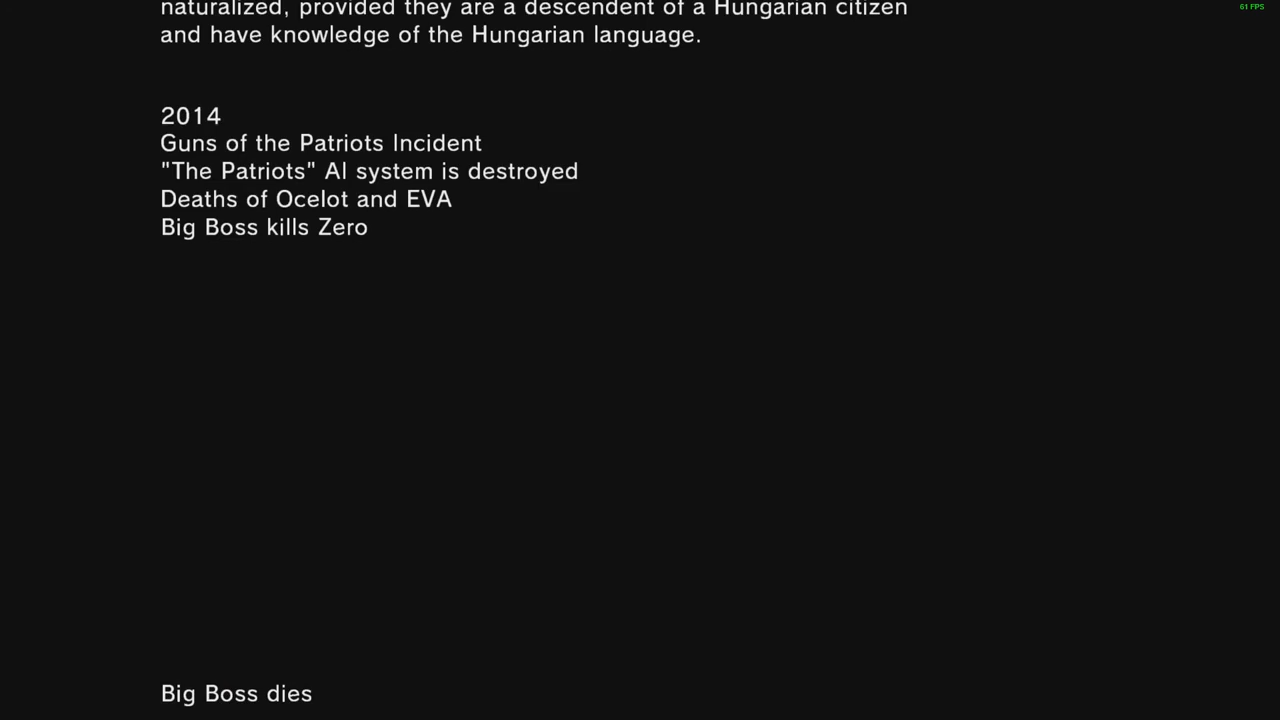 61 FPS
naturalized, provided they are a descendent of a Hungarian citizen
and have knowledge of the Hungarian language.
2014
Guns of the Patriots Incident
"The Patriots" AI system is destroyed
Deaths of Ocelot and EVA
Big Boss kills Zero
Big Boss dies